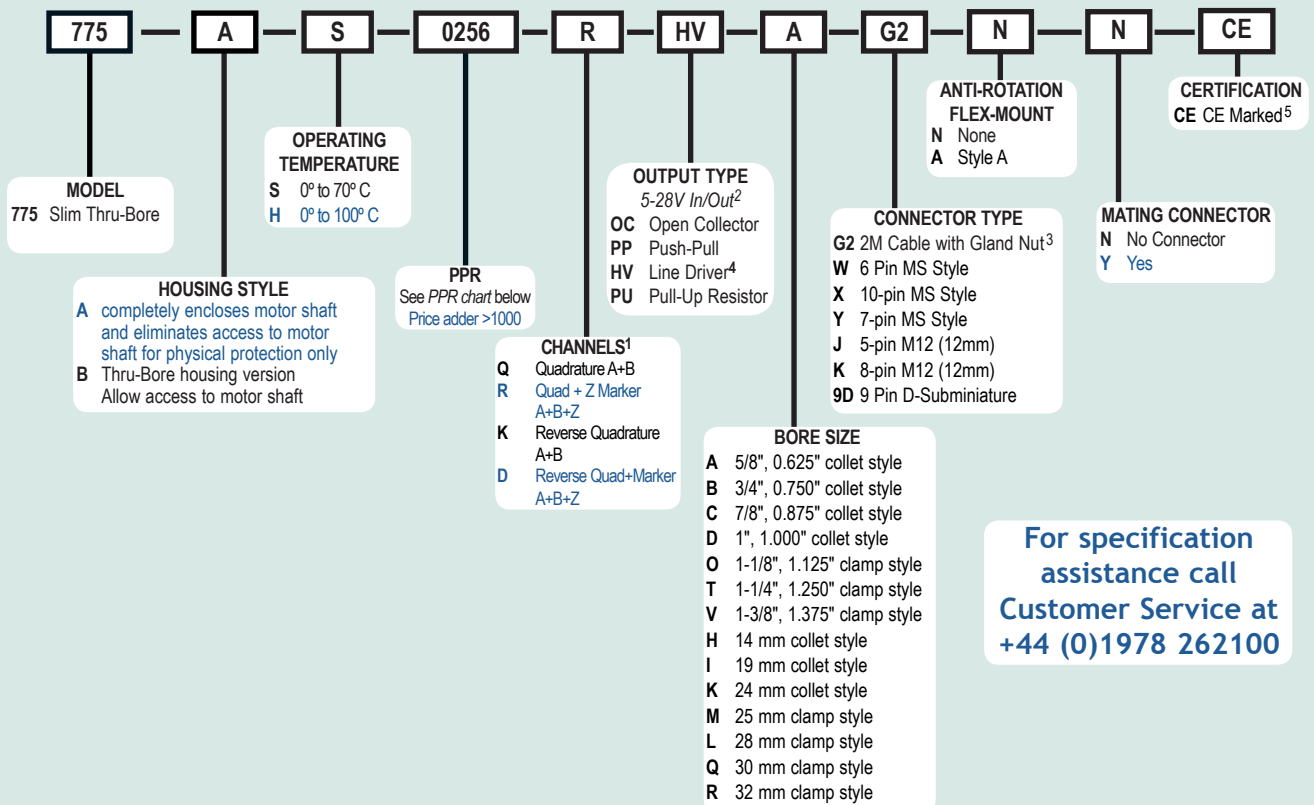 775 A S 0256 R HV A G2 N N CE
MODEL
775 Slim Thru-Bore
HOUSING STYLE
A completely encloses motor shaft
and eliminates access to motor
shaft for physical protection only
B Thru-Bore housing version
Allow access to motor shaft
OPERATING
TEMPERATURE
S 0º to 70º C
H 0º to 100º C
PPR
See PPR chart below
Price adder >1000
CHANNELS1
Q Quadrature A+B
R Quad + Z Marker
A+B+Z
K Reverse Quadrature
A+B
D Reverse Quad+Marker
A+B+Z
OUTPUT TYPE
5-28V In/Out2
OC Open Collector
PP Push-Pull
HV Line Driver4
PU Pull-Up Resistor
BORE SIZE
A 5/8", 0.625" collet style
B 3/4", 0.750" collet style
C 7/8", 0.875" collet style
D 1", 1.000" collet style
O 1-1/8", 1.125" clamp style
T 1-1/4", 1.250" clamp style
V 1-3/8", 1.375" clamp style
H 14 mm collet style
I 19 mm collet style
K 24 mm collet style
M 25 mm clamp style
L 28 mm clamp style
Q 30 mm clamp style
R 32 mm clamp style
CONNECTOR TYPE
G2 2M Cable with Gland Nut3
W 6 Pin MS Style
X 10-pin MS Style
Y 7-pin MS Style
J 5-pin M12 (12mm)
K 8-pin M12 (12mm)
9D 9 Pin D-Subminiature
ANTI-ROTATION
FLEX-MOUNT
N None
A Style A
MATING CONNECTOR
N No Connector
Y Yes
CERTIFICATION
CE CE Marked5
For specification
assistance call
Customer Service at
+44 (0)1978 262100